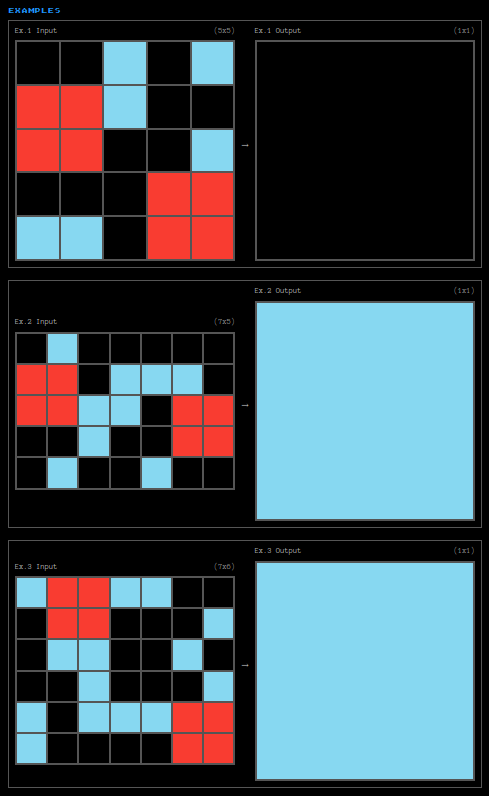 EXAMPLES
Ex.1 Input (5x5)
Ex.1 Output (1x1)
→
Ex.2 Input (7x5)
Ex.2 Output (1x1)
→
Ex.3 Input (7x6)
Ex.3 Output (1x1)
→